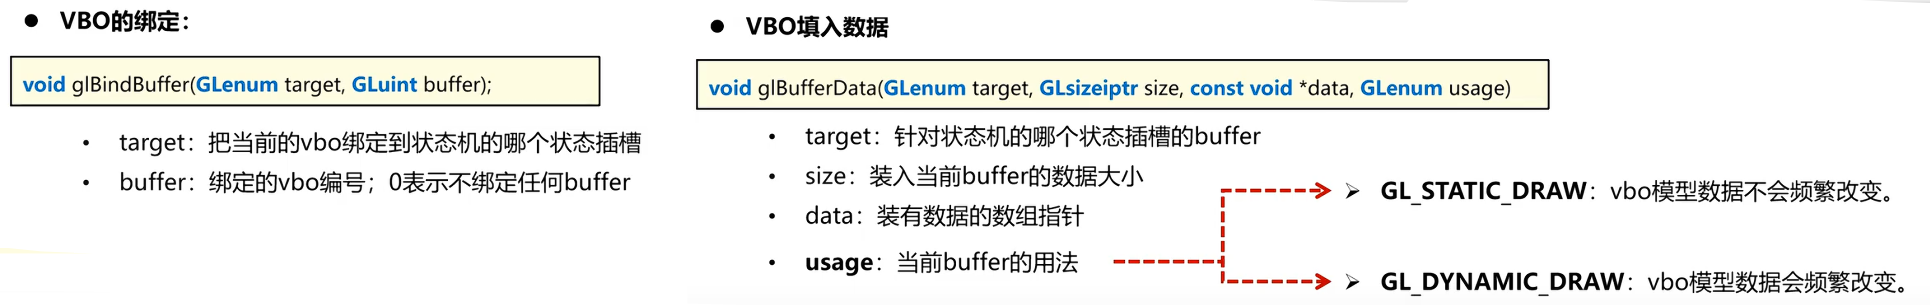 VBO的绑定：
void glBindBuffer(GLenum target, GLuint buffer);
target：把当前的vbo绑定到状态机的哪个状态插槽
buffer：绑定的vbo编号；0表示不绑定任何buffer
VBO填入数据
void glBufferData(GLenum target, GLsizeiptr size, const void *data, GLenum usage)
target：针对状态机的哪个状态插槽的buffer
size：装入当前buffer的数据大小
data：装有数据的数组指针
usage：当前buffer的用法
GL_STATIC_DRAW：vbo模型数据不会频繁改变。
GL_DYNAMIC_DRAW：vbo模型数据会频繁改变。